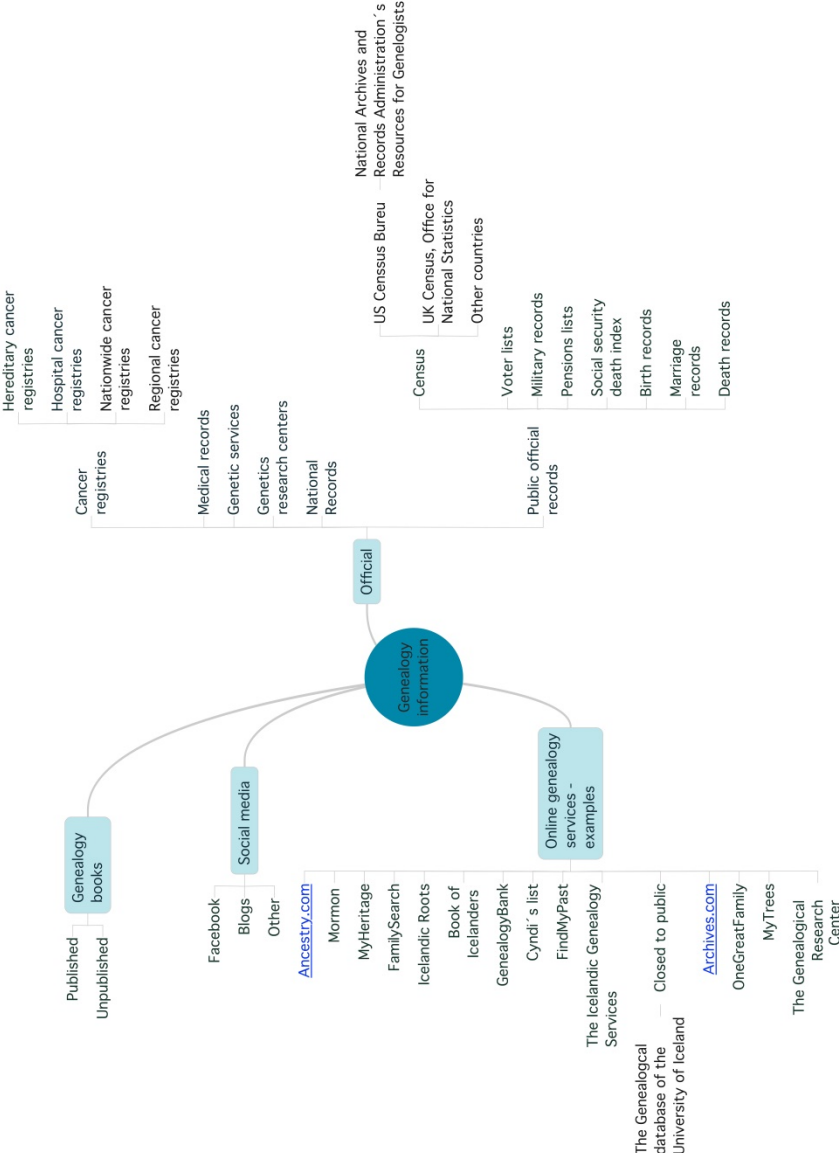 Genealogy
information
Genealogy
books
Published
Unpublished
Social media
Facebook
Blogs
Other
Online genealogy
services -
examples
Ancestry.com
Mormon
MyHeritage
FamilySearch
Icelandic Roots
Book of
Icelanders
GenealogyBank
Cyndi´s list
FindMyPast
The Icelandic Genealogy
Services
Closed to public
The Genealogcal
database of the
University of Iceland
Archives.com
OneGreatFamily
MyTrees
The Genealogical
Research
Center
Official
Cancer
registries
Hereditary cancer
registries
Hospital cancer
registries
Nationwide cancer
registries
Regional cancer
registries
Medical records
Genetic services
Genetics
research centers
National
Records
Public official
records
Census
US Censsus Bureu
National Archives and
Records Administration´s
Resources for Genelogists
UK Census, Office for
National Statistics
Other countries
Voter lists
Military records
Pensions lists
Social security
death index
Birth records
Marriage
records
Death records